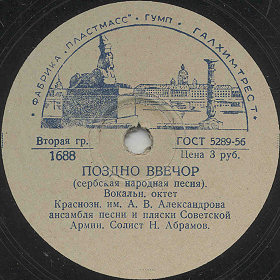 ФАБРИКА „ПЛАСТМАСС" • ГУМП • ГАЛХИМТРЕСТ •
Вторая гр.
1688
ГОСТ 5289-56
Цена 3 руб.
ПОЗДНО ВВЕЧОР
(сербская народная песня).
Вокальн. октет
Краснозн. им. А. В. Александрова
ансамбля песни и пляски Советской
Армии. Солист Н. Абрамов.